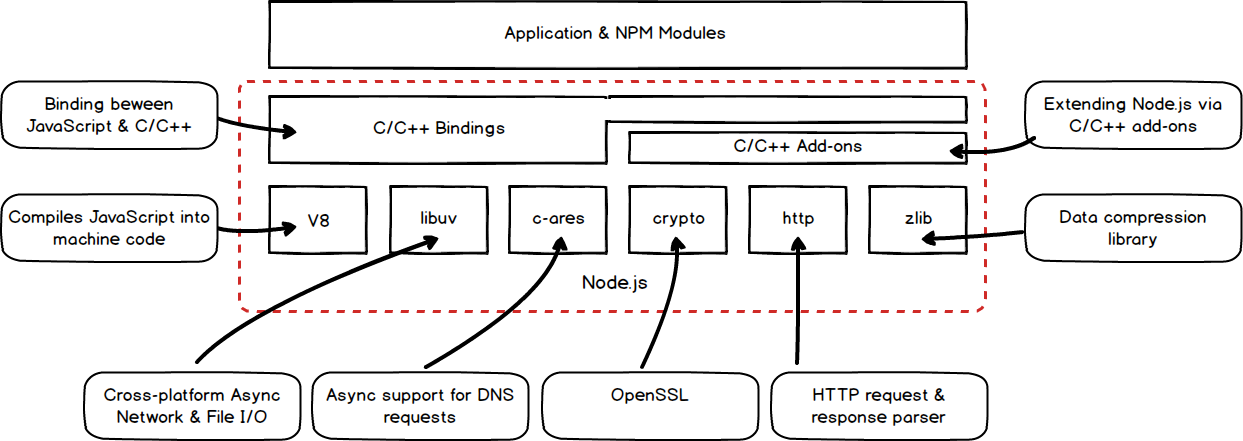 Application & NPM Modules
Binding beween
JavaScript & C/C++
C/C++ Bindings
C/C++ Add-ons
Extending Node.js via
C/C++ add-ons
Compiles JavaScript into
machine code
V8
libuv
c-ares
crypto
http
zlib
Data compression
library
Node.js
Cross-platform Async
Network & File I/O
Async support for DNS
requests
OpenSSL
HTTP request &
response parser